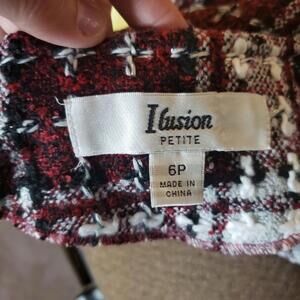 Ilusion
PETITE
6P
MADE IN
CHINA